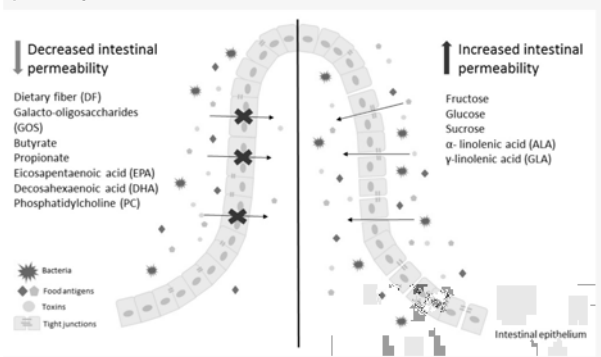 Decreased intestinal
permeability
Dietary fiber (DF)
Galacto-oligosaccharides
(GOS)
Butyrate
Propionate
Eicosapentaenoic acid (EPA)
Decosahexaenoic acid (DHA)
Phosphatidylcholine (PC)
Bacteria
Food antigens
Toxins
Tight junctions
Increased intestinal
permeability
Fructose
Glucose
Sucrose
α- linolenic acid (ALA)
γ-linolenic acid (GLA)
Intestinal epithelium